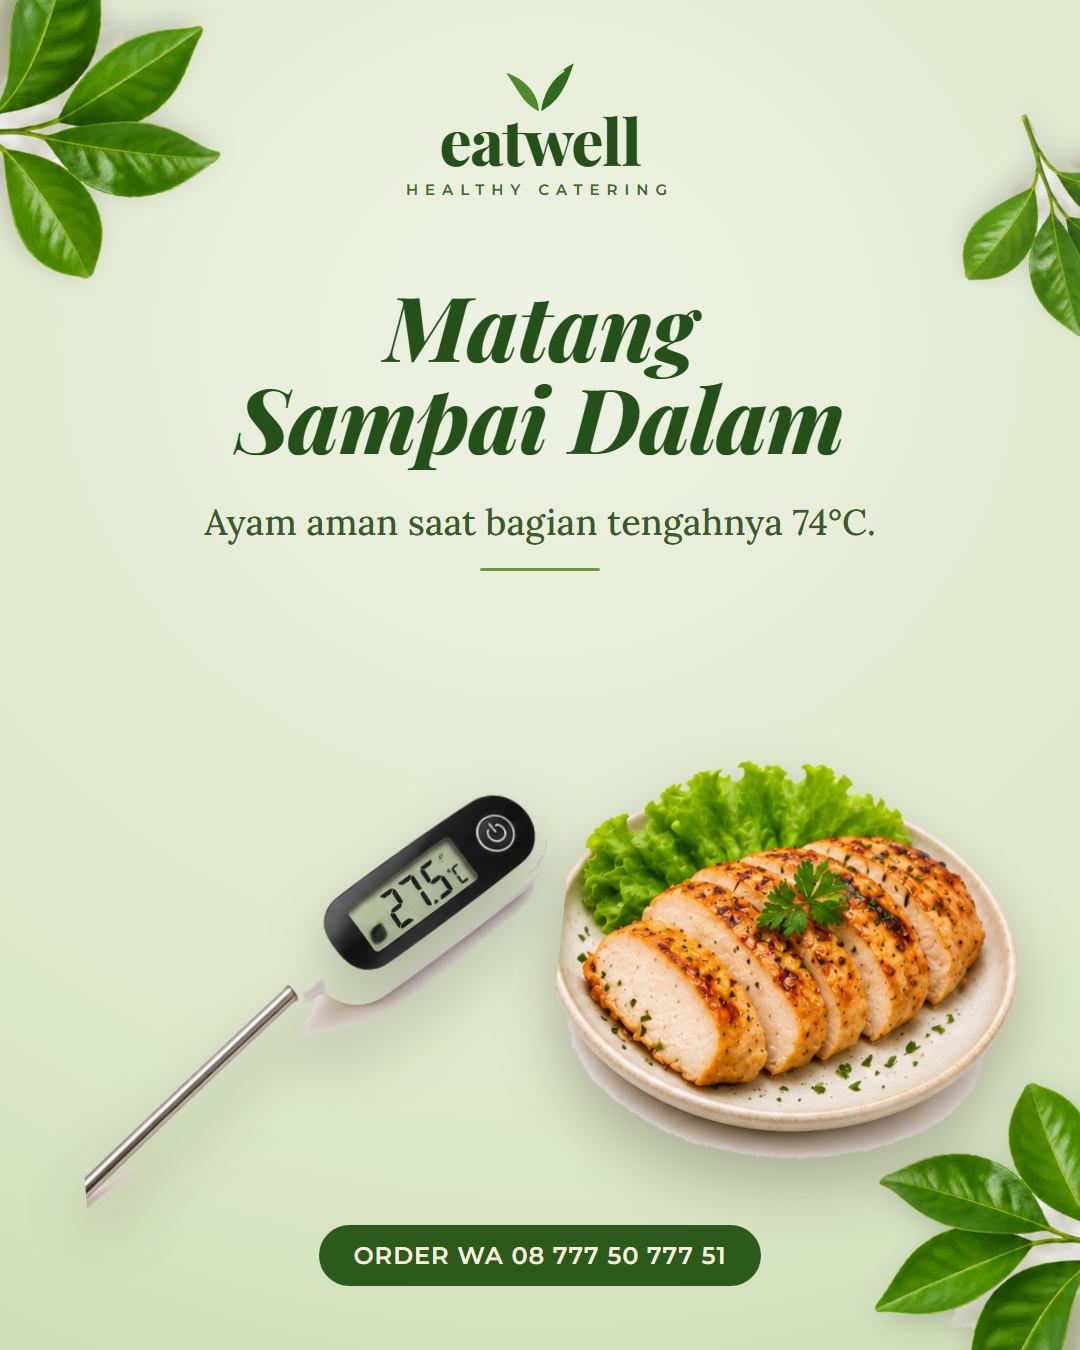 eatwell
HEALTHY CATERING
Matang
Sampai Dalam
Ayam aman saat bagian tengahnya 74°C.
27.5°C
ORDER WA 08 777 50 777 51